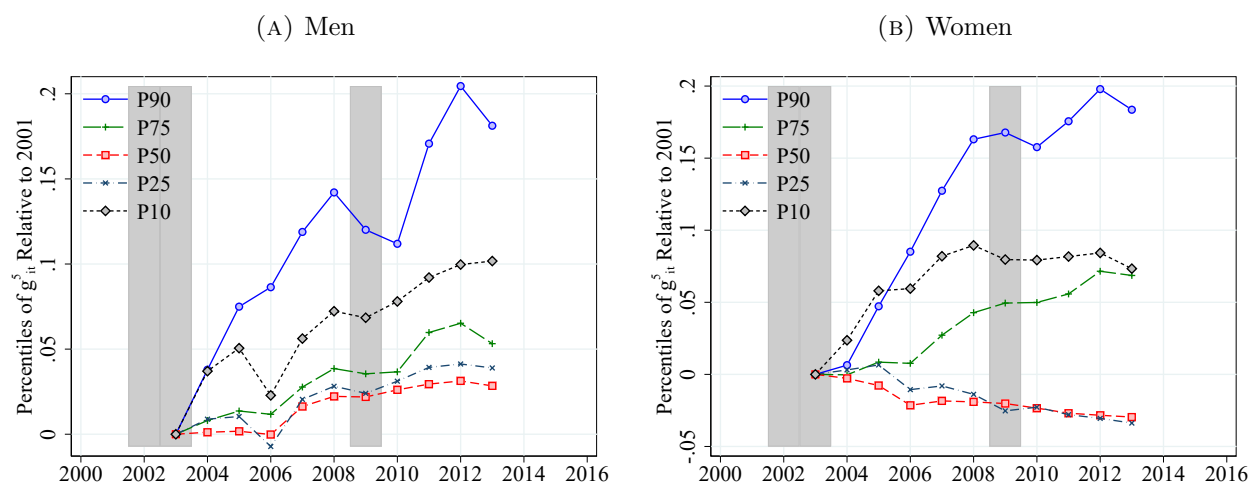 (A) Men
Percentiles of g⁵ᵢₜ Relative to 2001
.2
.15
.1
.05
0
P90
P75
P50
P25
P10
2000 2002 2004 2006 2008 2010 2012 2014 2016
(B) Women
Percentiles of g⁵ᵢₜ Relative to 2001
.2
.15
.1
.05
0
-.05
P90
P75
P50
P25
P10
2000 2002 2004 2006 2008 2010 2012 2014 2016